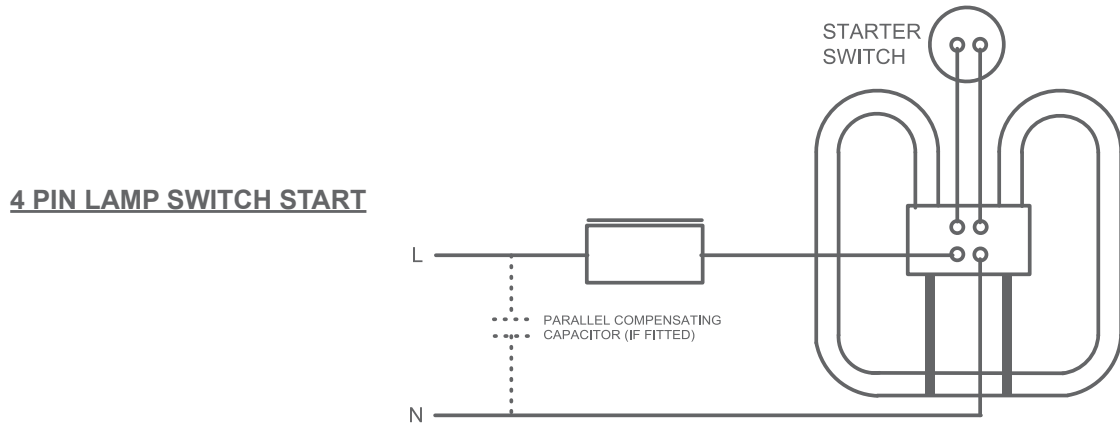 STARTER
SWITCH
4 PIN LAMP SWITCH START
L
PARALLEL COMPENSATING
CAPACITOR (IF FITTED)
N